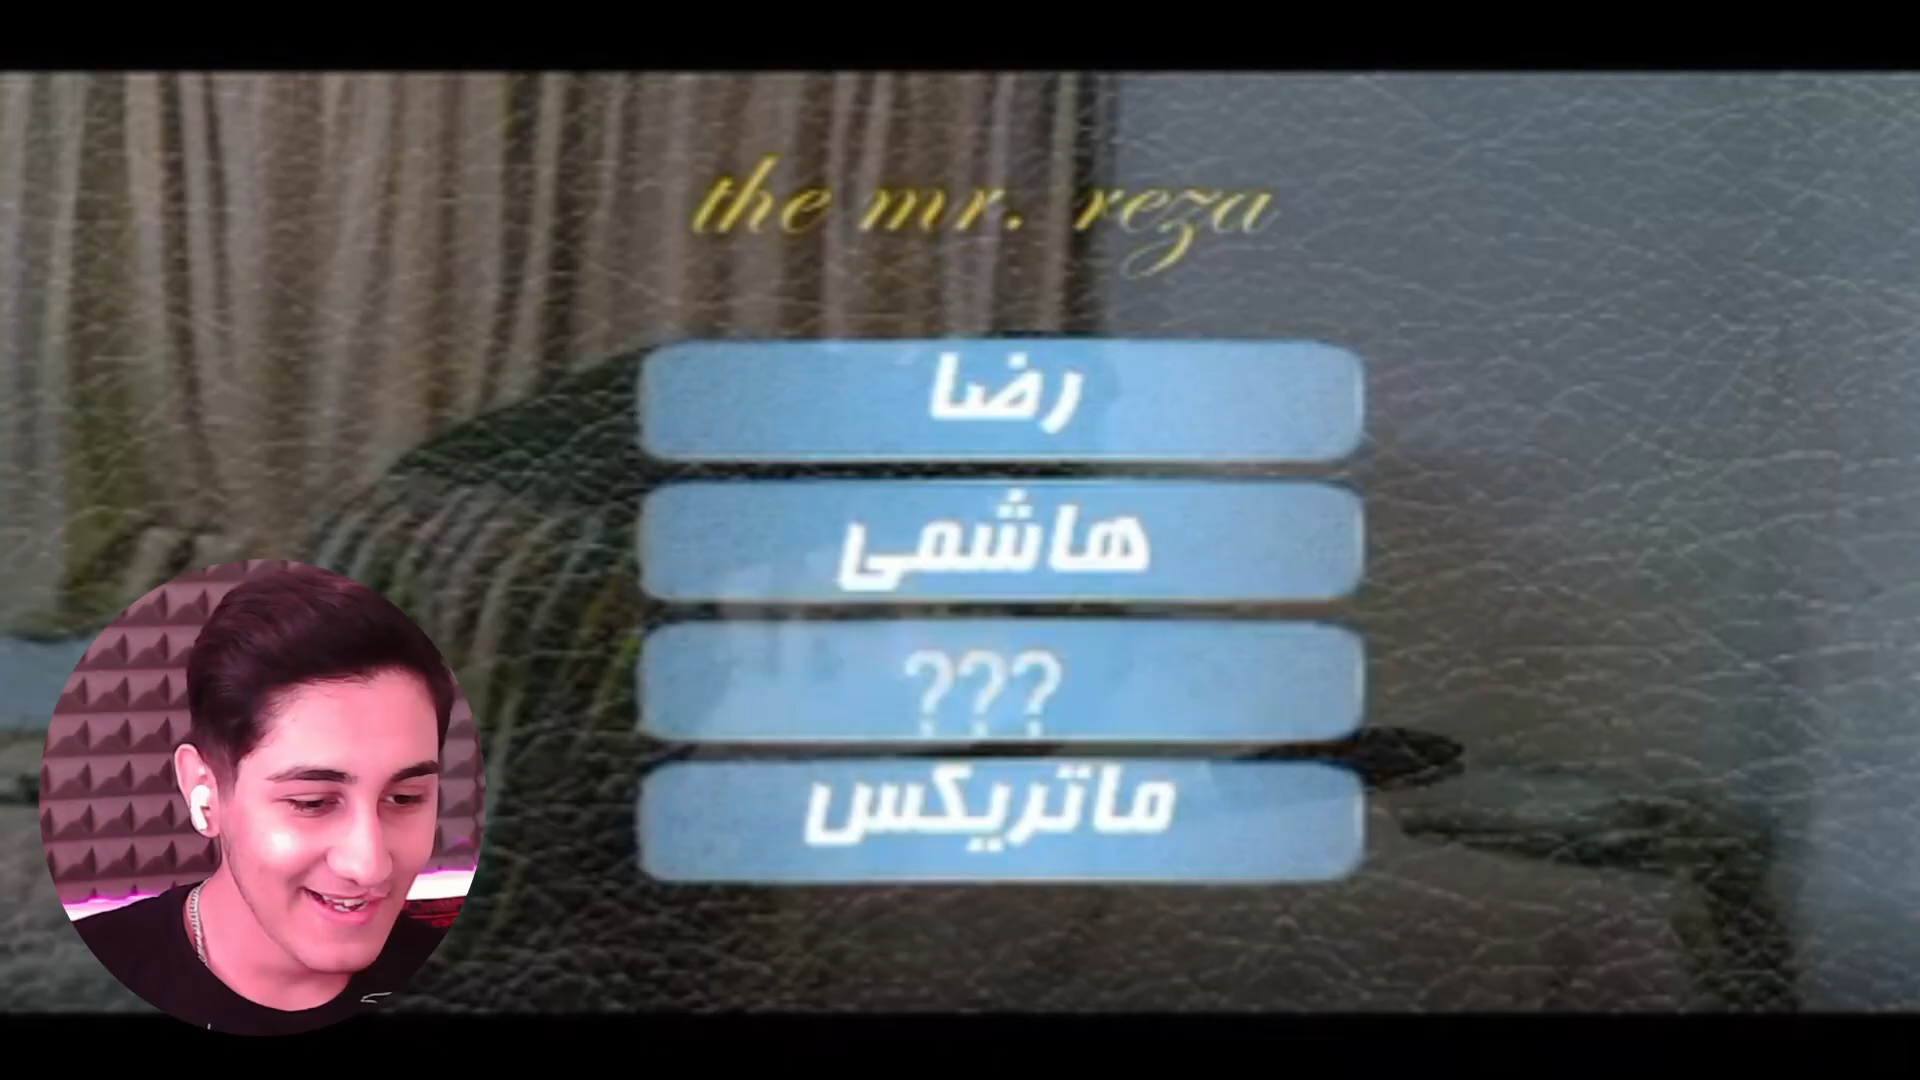 the mr. reza
رضا
هاشمی
???
ماتریکس